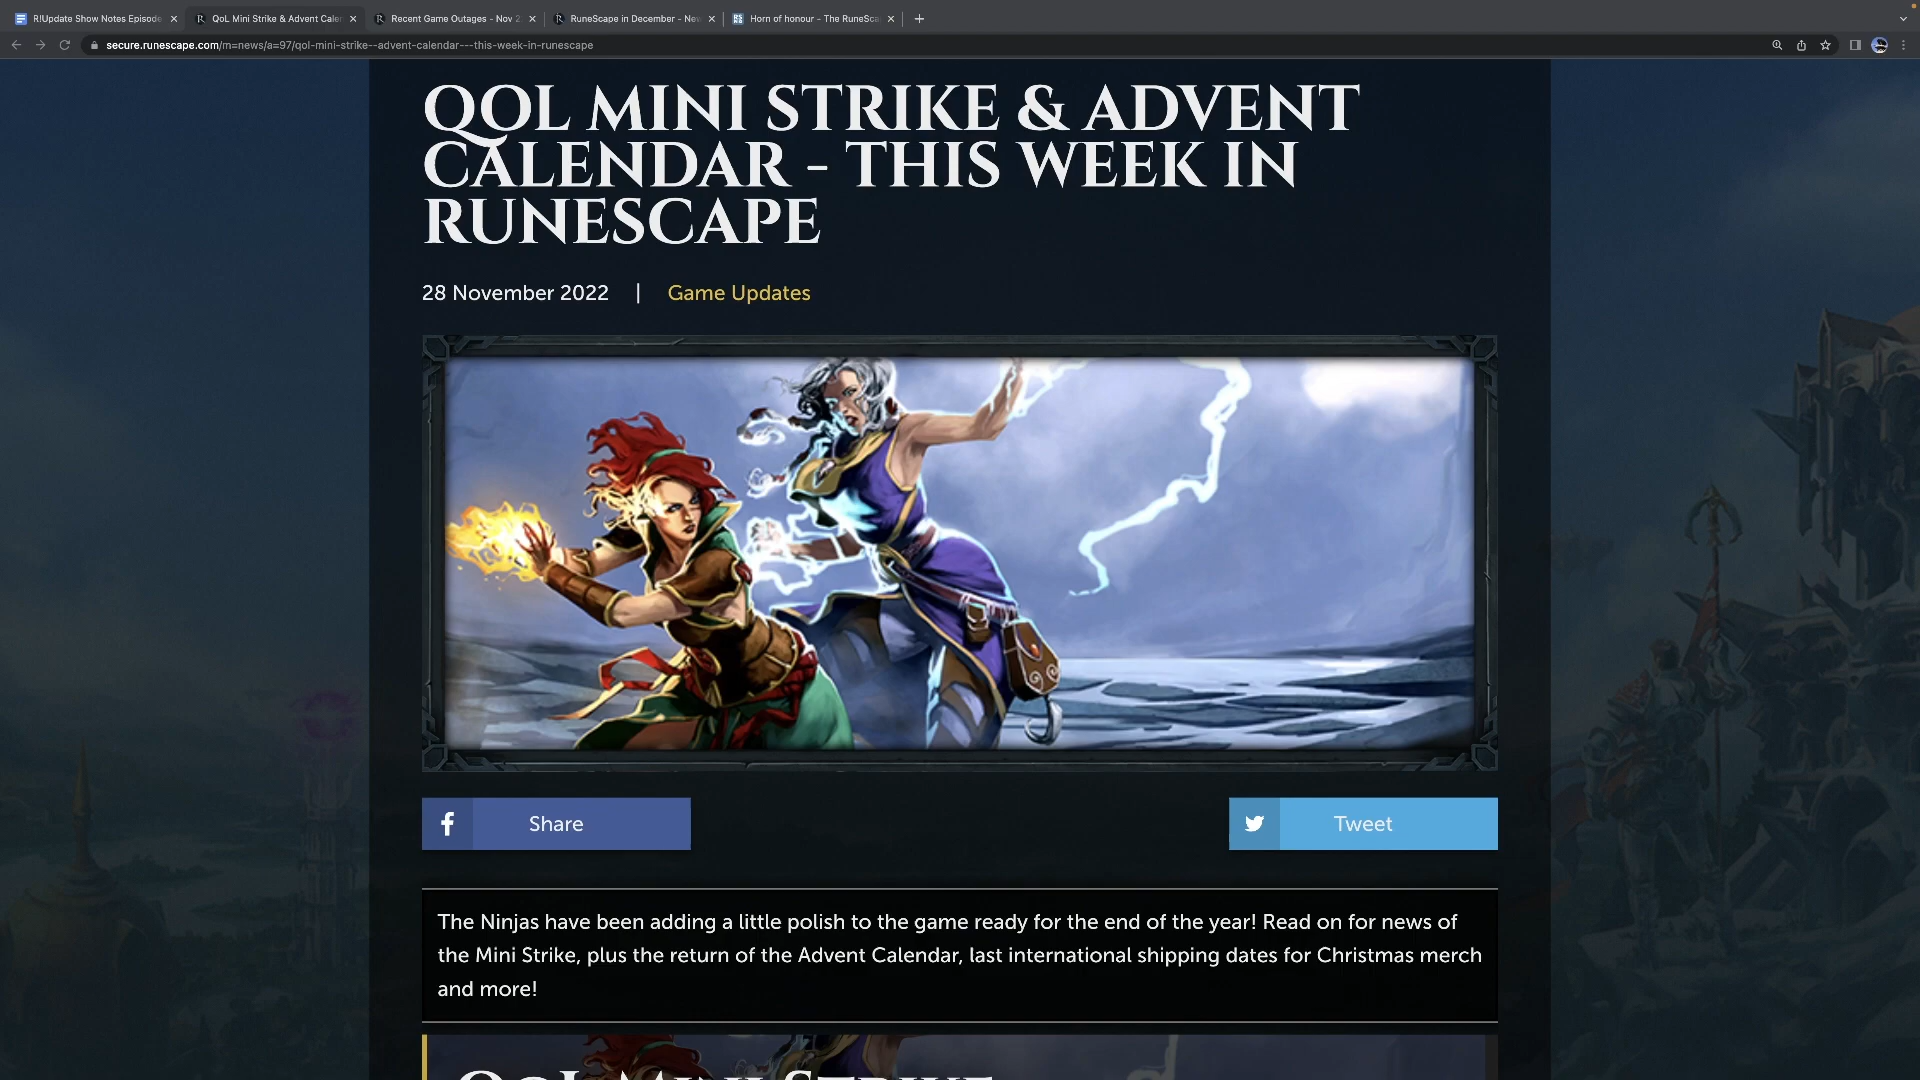 R!Update Show Notes Episode
QoL Mini Strike & Advent Caler
Recent Game Outages - Nov 2
RuneScape in December - Nev
Horn of honour - The RuneSca
secure.runescape.com/m=news/a=97/qol-mini-strike--advent-calendar---this-week-in-runescape
QOL MINI STRIKE & ADVENT
CALENDAR - THIS WEEK IN
RUNESCAPE
28 November 2022 | Game Updates
Share
Tweet
The Ninjas have been adding a little polish to the game ready for the end of the year! Read on for news of
the Mini Strike, plus the return of the Advent Calendar, last international shipping dates for Christmas merch
and more!
QOL MINI STRIKE